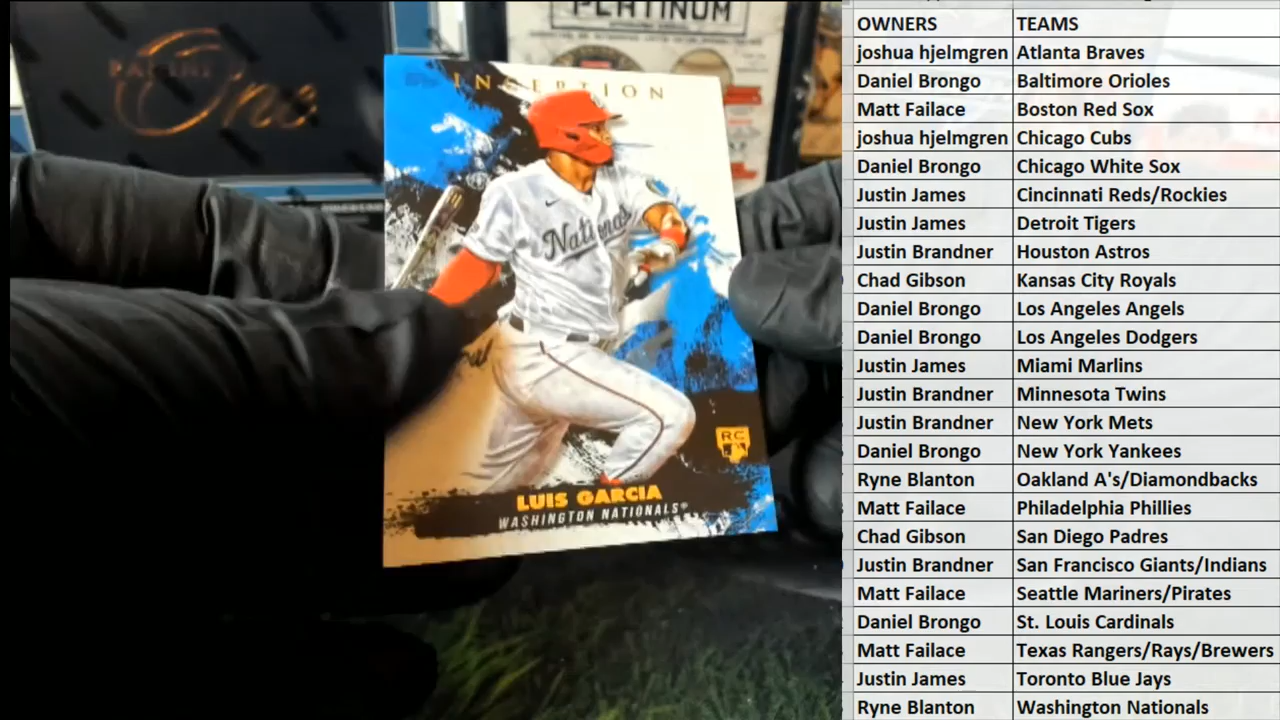 PLATINUM
PANINI
One
INCEPTION
Nationals
RC
LUIS GARCIA
WASHINGTON NATIONALS
OWNERS TEAMS
joshua hjelmgren Atlanta Braves
Daniel Brongo Baltimore Orioles
Matt Failace Boston Red Sox
joshua hjelmgren Chicago Cubs
Daniel Brongo Chicago White Sox
Justin James Cincinnati Reds/Rockies
Justin James Detroit Tigers
Justin Brandner Houston Astros
Chad Gibson Kansas City Royals
Daniel Brongo Los Angeles Angels
Daniel Brongo Los Angeles Dodgers
Justin James Miami Marlins
Justin Brandner Minnesota Twins
Justin Brandner New York Mets
Daniel Brongo New York Yankees
Ryne Blanton Oakland A's/Diamondbacks
Matt Failace Philadelphia Phillies
Chad Gibson San Diego Padres
Justin Brandner San Francisco Giants/Indians
Matt Failace Seattle Mariners/Pirates
Daniel Brongo St. Louis Cardinals
Matt Failace Texas Rangers/Rays/Brewers
Justin James Toronto Blue Jays
Ryne Blanton Washington Nationals